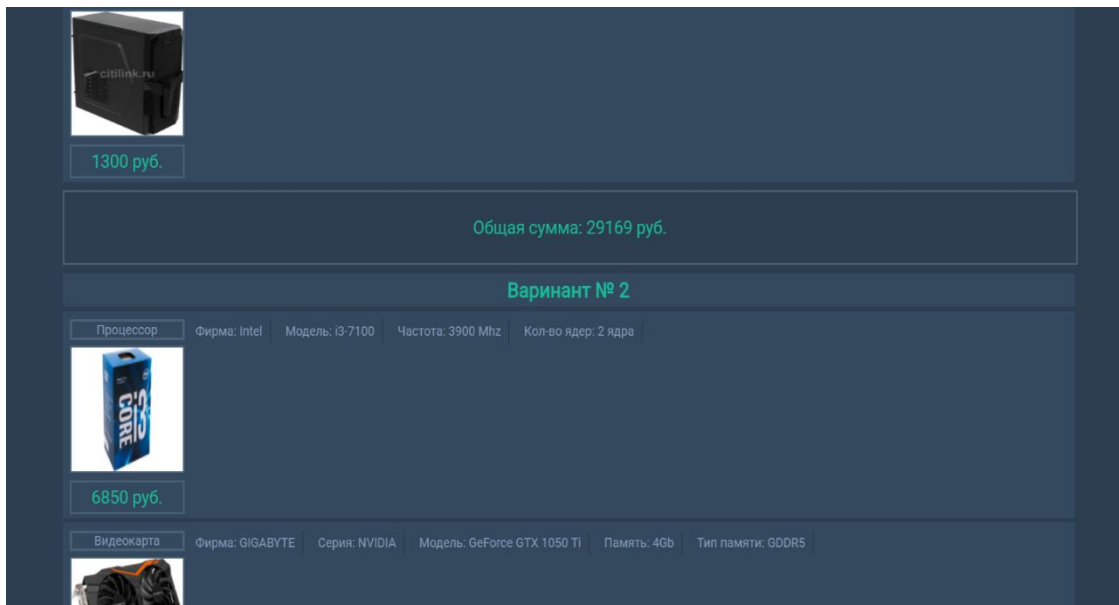 citilink.ru
1300 руб.
Общая сумма: 29169 руб.
Варинант № 2
Процессор
Фирма: Intel
Модель: i3-7100
Частота: 3900 Mhz
Кол-во ядер: 2 ядра
CORE i3
6850 руб.
Видеокарта
Фирма: GIGABYTE
Серия: NVIDIA
Модель: GeForce GTX 1050 Ti
Память: 4Gb
Тип памяти: GDDR5